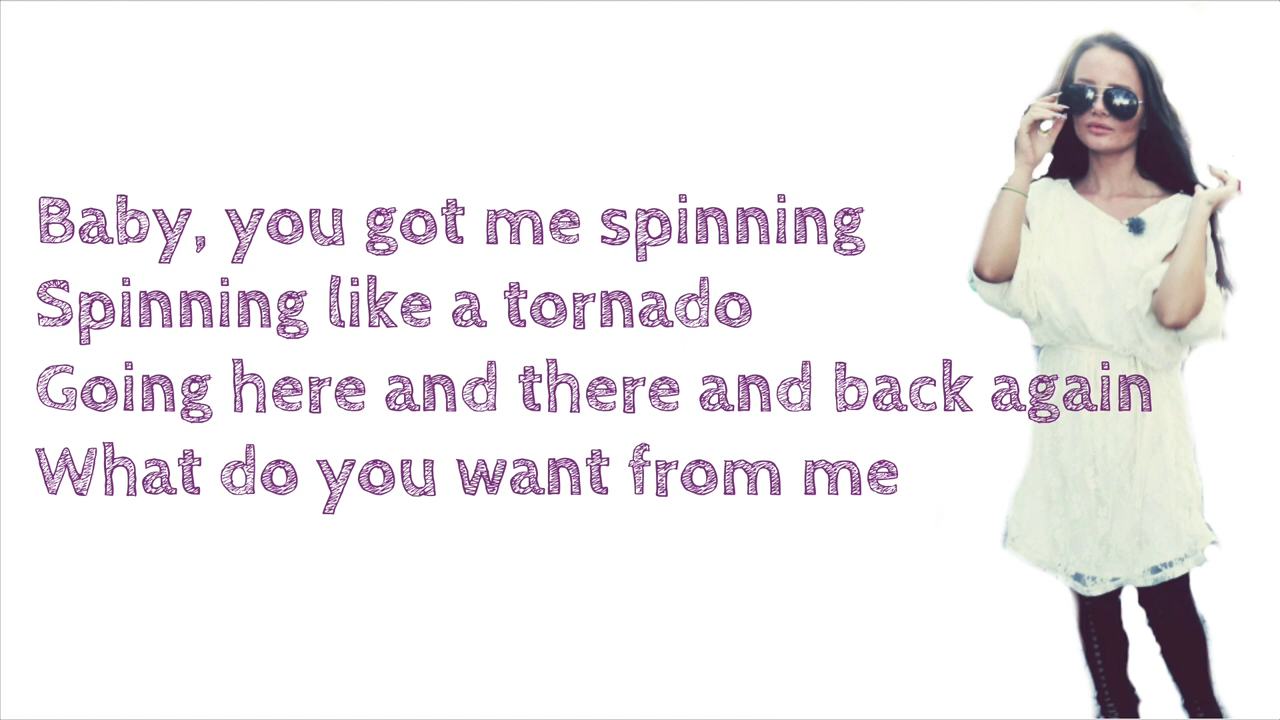 Baby, you got me spinning
Spinning like a tornado
Going here and there and back again
What do you want from me